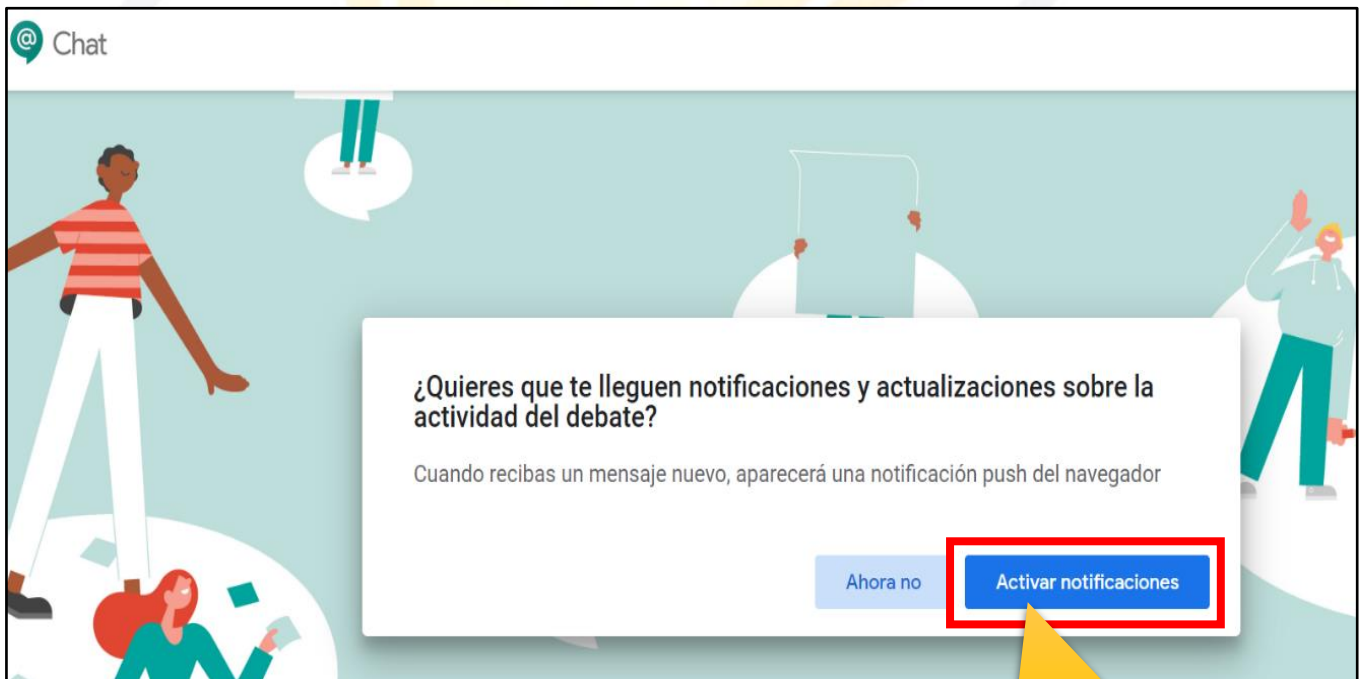 Chat
¿Quieres que te lleguen notificaciones y actualizaciones sobre la
actividad del debate?
Cuando recibas un mensaje nuevo, aparecerá una notificación push del navegador
Ahora no
Activar notificaciones